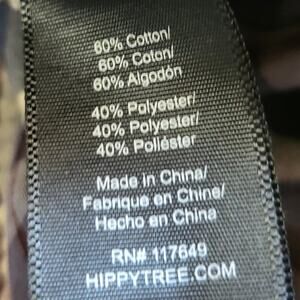 60% Cotton/
60% Coton/
60% Algodón
40% Polyester/
40% Polyester/
40% Poliéster
Made in China/
Fabrique en Chine/
Hecho en China
RN# 117649
HIPPYTREE.COM